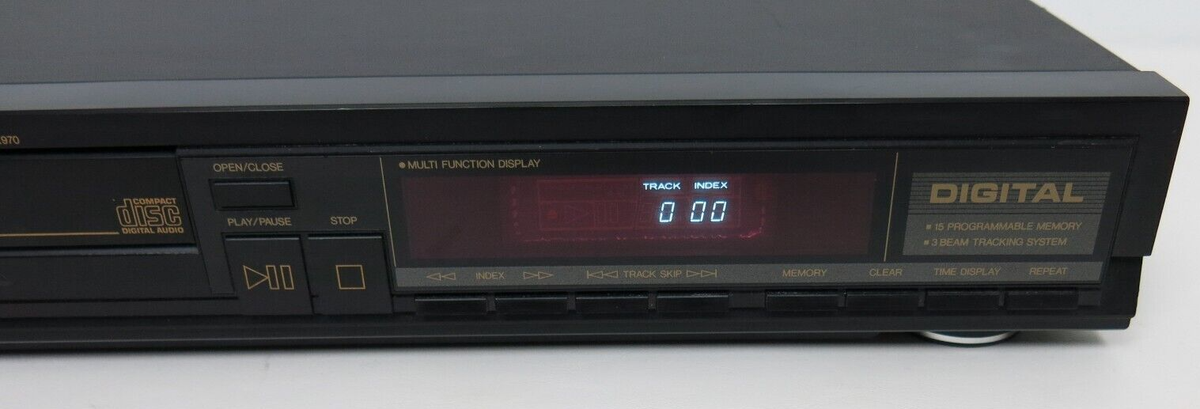 970
OPEN/CLOSE
COMPACT
disc
DIGITAL AUDIO
PLAY/PAUSE STOP
MULTI FUNCTION DISPLAY
TRACK INDEX
0 00
INDEX TRACK SKIP MEMORY CLEAR TIME DISPLAY REPEAT
DIGITAL
15 PROGRAMMABLE MEMORY
3 BEAM TRACKING SYSTEM